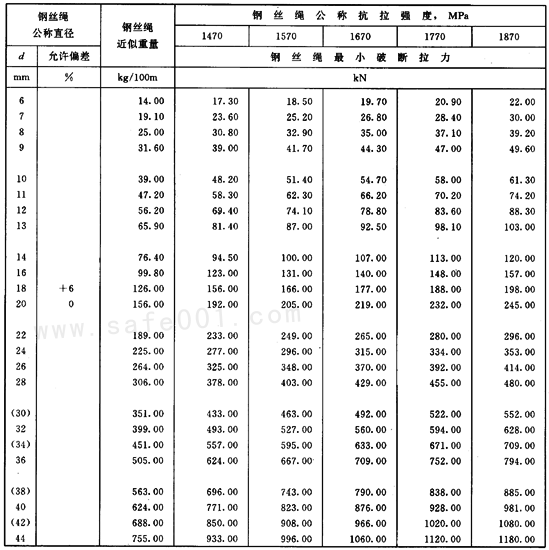 钢丝绳公称直径 钢丝绳近似重量 钢丝绳公称抗拉强度，MPa
1470 1570 1670 1770 1870
d 允许偏差 钢丝绳最小破断拉力
mm % kg/100m kN
6 14.00 17.30 18.50 19.70 20.90 22.00
7 19.10 23.60 25.20 26.80 28.40 30.00
8 25.00 30.80 32.90 35.00 37.10 39.20
9 31.60 39.00 41.70 44.30 47.00 49.60
10 39.00 48.20 51.40 54.70 58.00 61.30
11 47.20 58.30 62.30 66.20 70.20 74.20
12 56.20 69.40 74.10 78.80 83.60 88.30
13 65.90 81.40 87.00 92.50 98.10 103.00
14 76.40 94.50 100.00 107.00 113.00 120.00
16 99.80 123.00 131.00 140.00 148.00 157.00
18 +6 126.00 156.00 166.00 177.00 188.00 198.00
20 0 156.00 192.00 205.00 219.00 232.00 245.00
www.safe001.com
22 189.00 233.00 249.00 265.00 280.00 296.00
24 225.00 277.00 296.00 315.00 334.00 353.00
26 264.00 325.00 348.00 370.00 392.00 414.00
28 306.00 378.00 403.00 429.00 455.00 480.00
(30) 351.00 433.00 463.00 492.00 522.00 552.00
32 399.00 493.00 527.00 560.00 594.00 628.00
(34) 451.00 557.00 595.00 633.00 671.00 709.00
36 505.00 624.00 667.00 709.00 752.00 794.00
(38) 563.00 696.00 743.00 790.00 838.00 885.00
40 624.00 771.00 823.00 876.00 928.00 981.00
(42) 688.00 850.00 908.00 966.00 1020.00 1080.00
44 755.00 933.00 996.00 1060.00 1120.00 1180.00